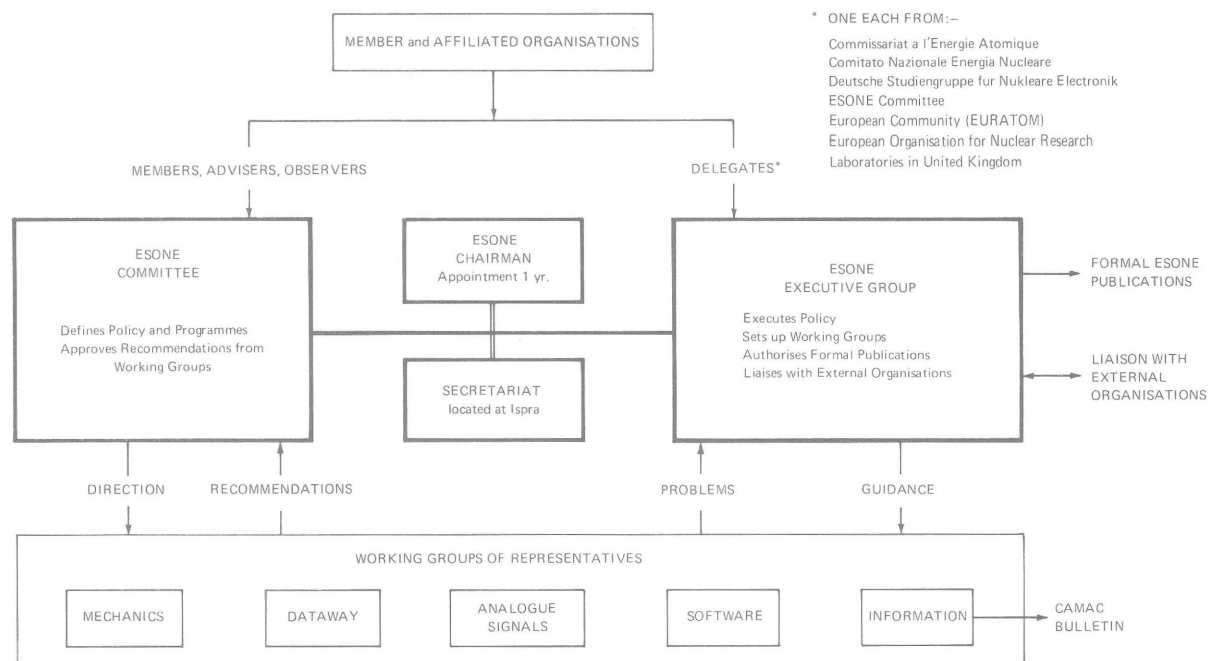 MEMBER and AFFILIATED ORGANISATIONS
* ONE EACH FROM:–
Commissariat a l'Energie Atomique
Comitato Nazionale Energia Nucleare
Deutsche Studiengruppe fur Nukleare Electronik
ESONE Committee
European Community (EURATOM)
European Organisation for Nuclear Research
Laboratories in United Kingdom
MEMBERS, ADVISERS, OBSERVERS
DELEGATES*
ESONE
COMMITTEE
Defines Policy and Programmes
Approves Recommendations from
Working Groups
ESONE
CHAIRMAN
Appointment 1 yr.
SECRETARIAT
located at Ispra
ESONE
EXECUTIVE GROUP
Executes Policy
Sets up Working Groups
Authorises Formal Publications
Liaises with External Organisations
FORMAL ESONE
PUBLICATIONS
LIAISON WITH
EXTERNAL
ORGANISATIONS
DIRECTION
RECOMMENDATIONS
PROBLEMS
GUIDANCE
WORKING GROUPS OF REPRESENTATIVES
MECHANICS
DATAWAY
ANALOGUE
SIGNALS
SOFTWARE
INFORMATION
CAMAC
BULLETIN